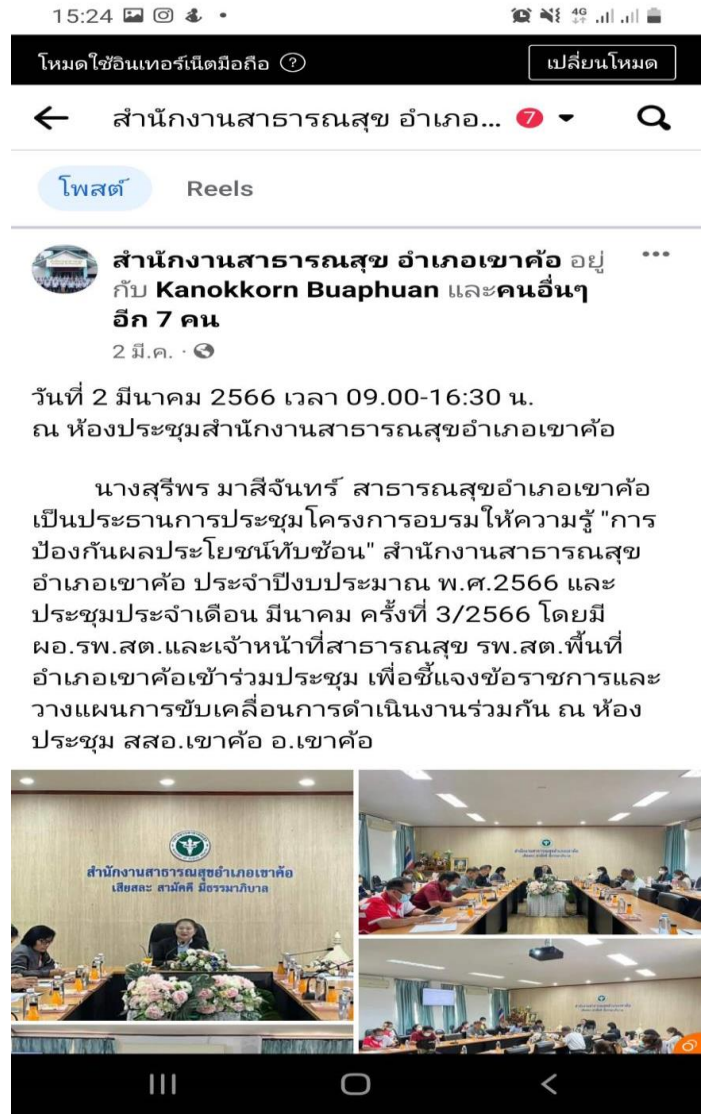 15:24
4G
โหมดใช้อินเทอร์เน็ตมือถือ ?
เปลี่ยนโหมด
สำนักงานสาธารณสุข อำเภอ... 7
โพสต์
Reels
สำนักงานสาธารณสุข อำเภอเขาค้อ อยู่
กับ Kanokkorn Buaphuan และคนอื่นๆ
อีก 7 คน
2 มี.ค. ·
วันที่ 2 มีนาคม 2566 เวลา 09.00-16:30 น.
ณ ห้องประชุมสำนักงานสาธารณสุขอำเภอเขาค้อ
นางสุรีพร มาสีจันทร์ สาธารณสุขอำเภอเขาค้อ
เป็นประธานการประชุมโครงการอบรมให้ความรู้ "การ
ป้องกันผลประโยชน์ทับซ้อน" สำนักงานสาธารณสุข
อำเภอเขาค้อ ประจำปีงบประมาณ พ.ศ.2566 และ
ประชุมประจำเดือน มีนาคม ครั้งที่ 3/2566 โดยมี
ผอ.รพ.สต.และเจ้าหน้าที่สาธารณสุข รพ.สต.พื้นที่
อำเภอเขาค้อเข้าร่วมประชุม เพื่อชี้แจงข้อราชการและ
วางแผนการขับเคลื่อนการดำเนินงานร่วมกัน ณ ห้อง
ประชุม สสอ.เขาค้อ อ.เขาค้อ
สำนักงานสาธารณสุขอำเภอเขาค้อ
เสียสละ สามัคคี มีธรรมาภิบาล